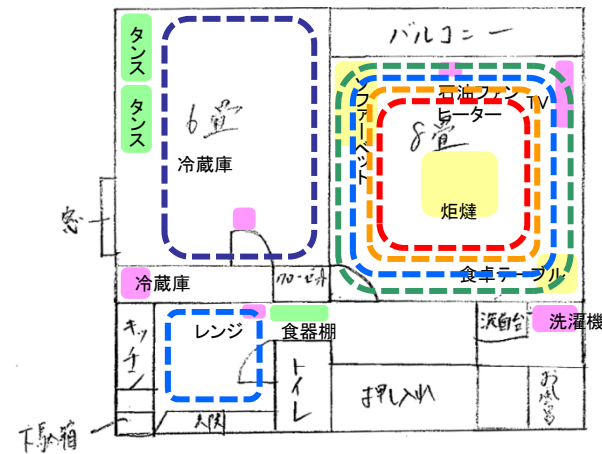 バルコニー
タンス
タンス
6畳
冷蔵庫
ソファーベット
石油ファン
ヒーター
TV
8畳
炬燵
窓
冷蔵庫
クローゼット
食卓テーブル
キッチン
レンジ
食器棚
洗面台
洗濯機
トイレ
押し入れ
お風呂
玄関
下駄箱